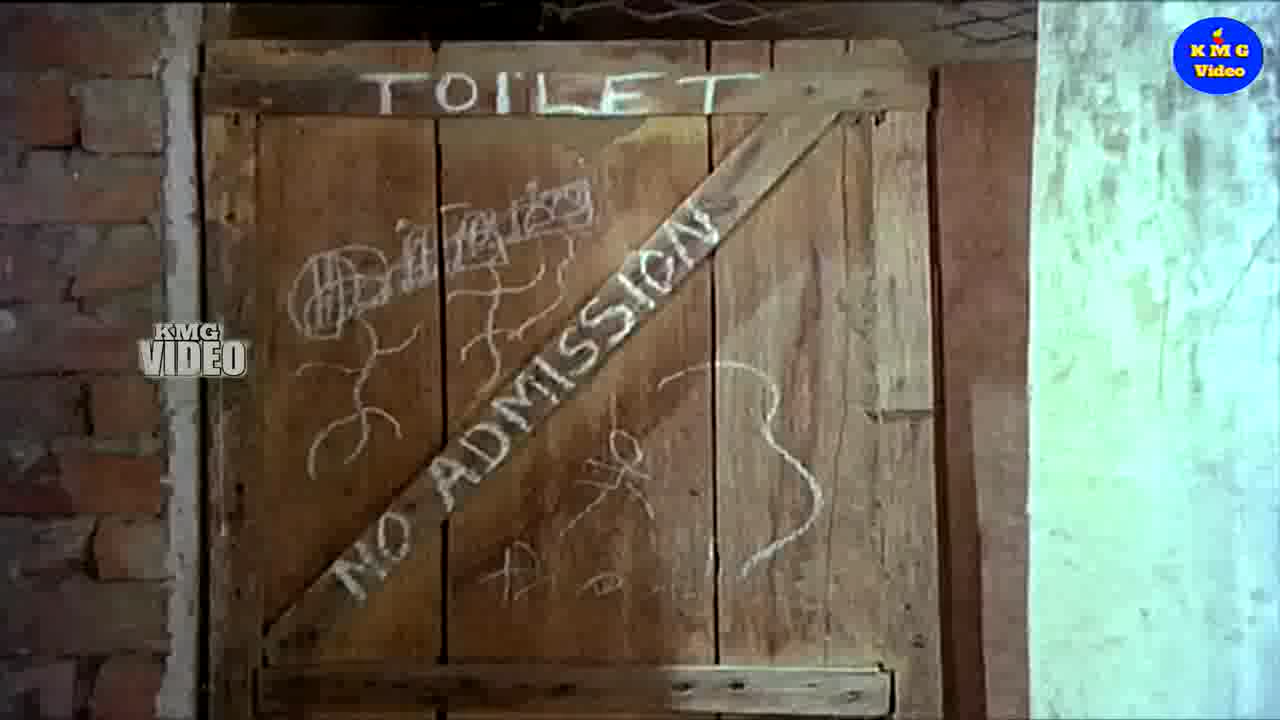 TOILET
K M G
Video
NO ADMISSION
KMG
VIDEO